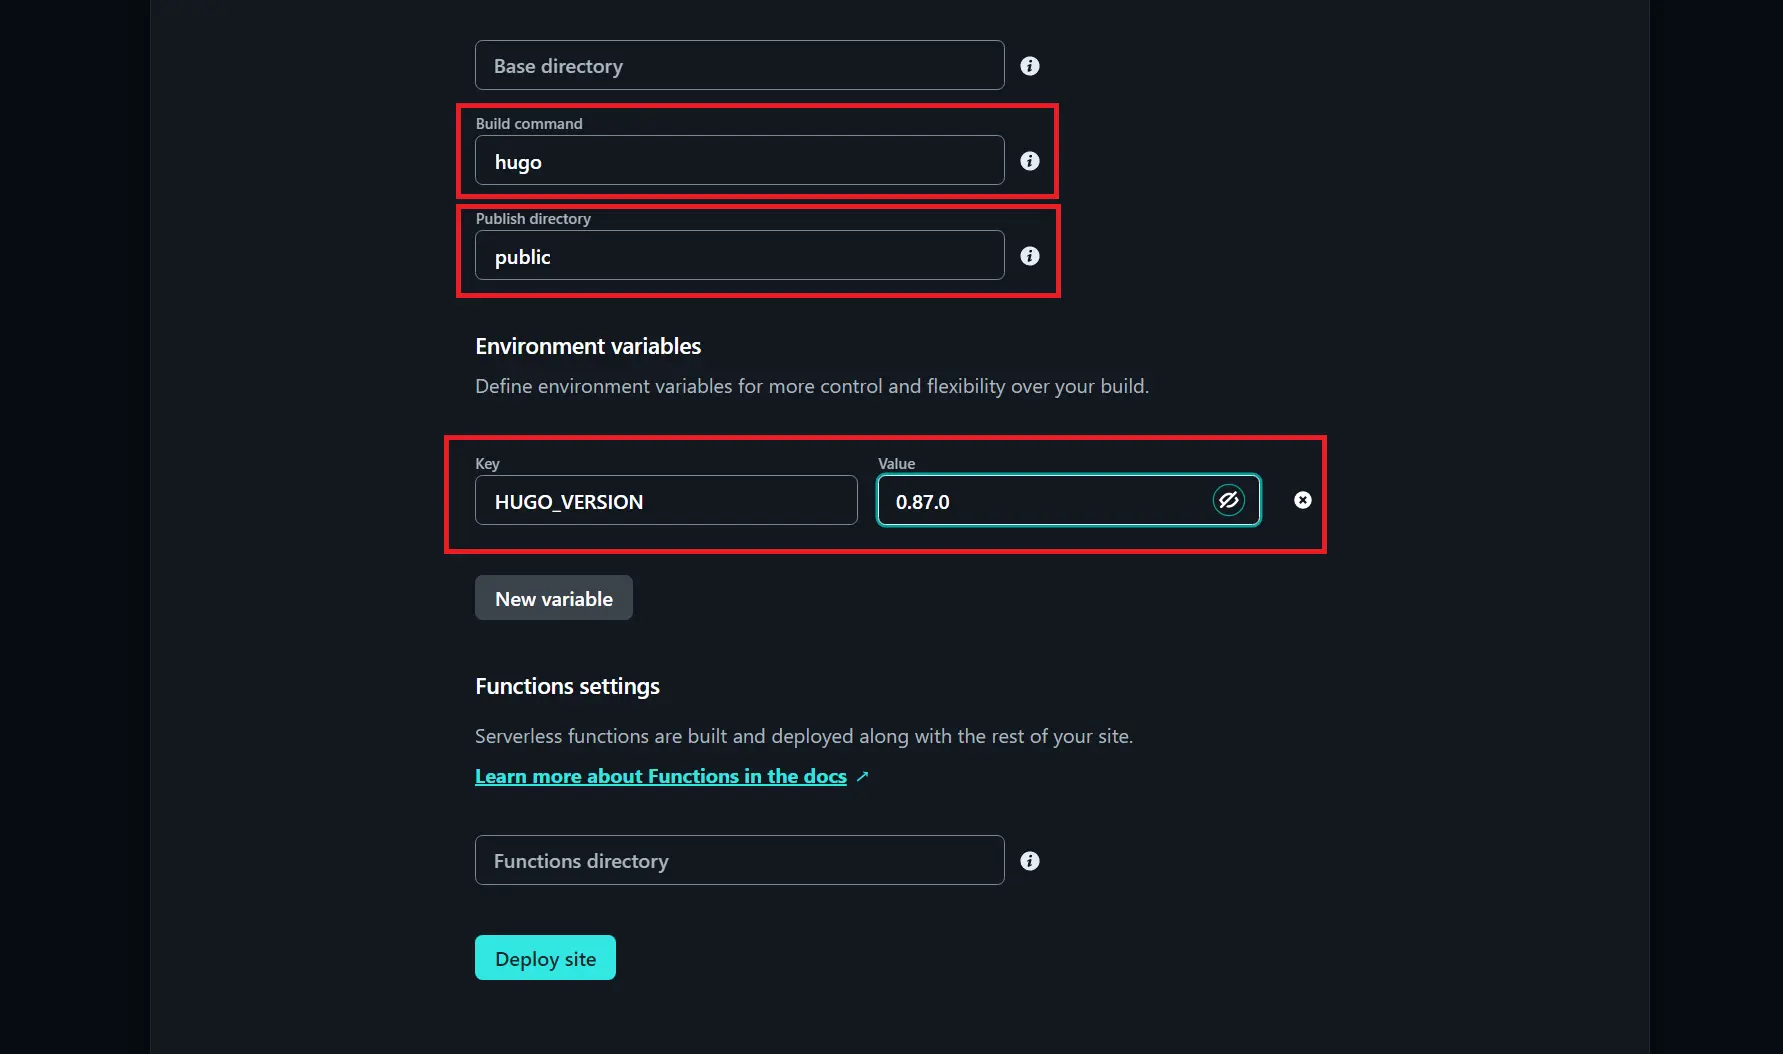 Base directory
Build command
hugo
Publish directory
public
Environment variables
Define environment variables for more control and flexibility over your build.
Key
Value
HUGO_VERSION
0.87.0
New variable
Functions settings
Serverless functions are built and deployed along with the rest of your site.
Learn more about Functions in the docs
Functions directory
Deploy site